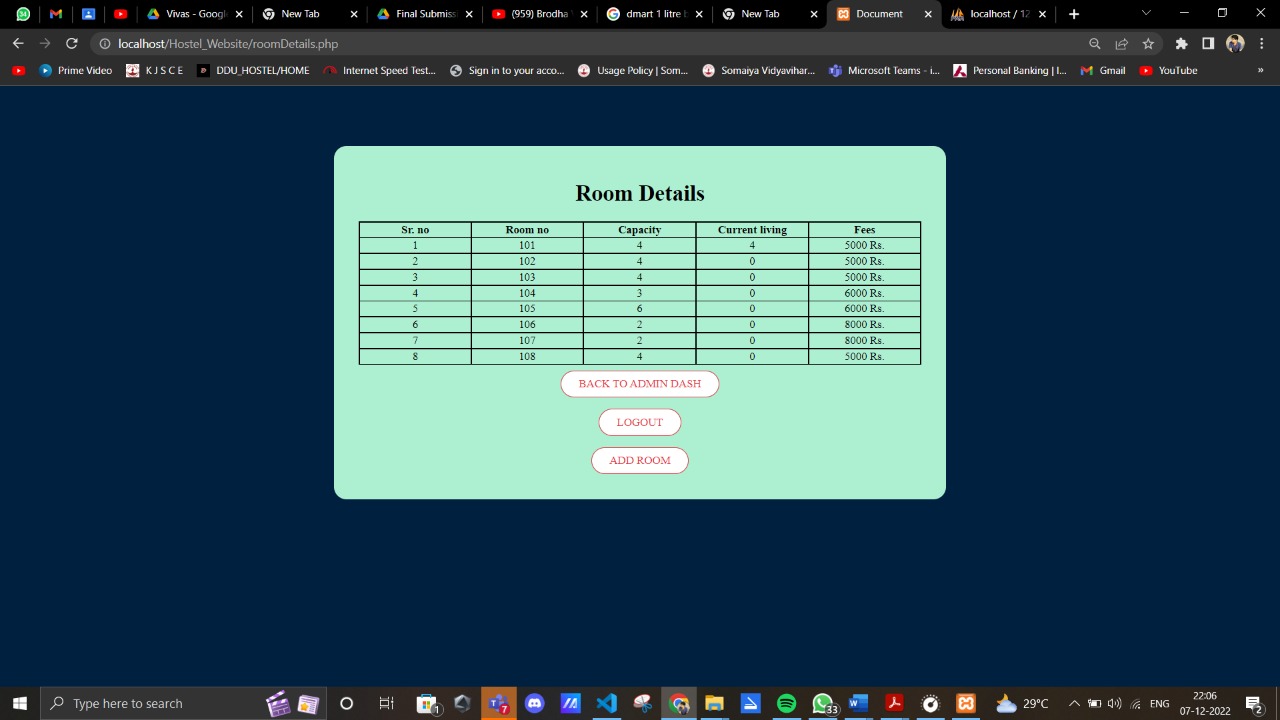 Vivas - Googl
New Tab
Final Submiss
(959) Brodha
dmart 1 litre
New Tab
Document
localhost / 12
localhost/Hostel_Website/roomDetails.php
Prime Video
K J S C E
DDU_HOSTEL/HOME
Internet Speed Test...
Sign in to your acco...
Usage Policy | Som...
Somaiya Vidyavihar...
Microsoft Teams - i...
Personal Banking | I...
Gmail
YouTube
»
Room Details
Sr. no Room no Capacity Current living Fees
1 101 4 4 5000 Rs.
2 102 4 0 5000 Rs.
3 103 4 0 5000 Rs.
4 104 3 0 6000 Rs.
5 105 6 0 6000 Rs.
6 106 2 0 8000 Rs.
7 107 2 0 8000 Rs.
8 108 4 0 5000 Rs.
BACK TO ADMIN DASH
LOGOUT
ADD ROOM
Type here to search
1
7
33
29°C
ENG
22:06
07-12-2022
2